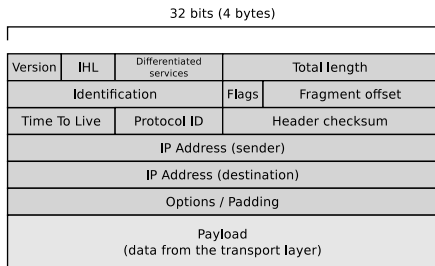 32 bits (4 bytes)
Version IHL Differentiated services Total length
Identification Flags Fragment offset
Time To Live Protocol ID Header checksum
IP Address (sender)
IP Address (destination)
Options / Padding
Payload
(data from the transport layer)